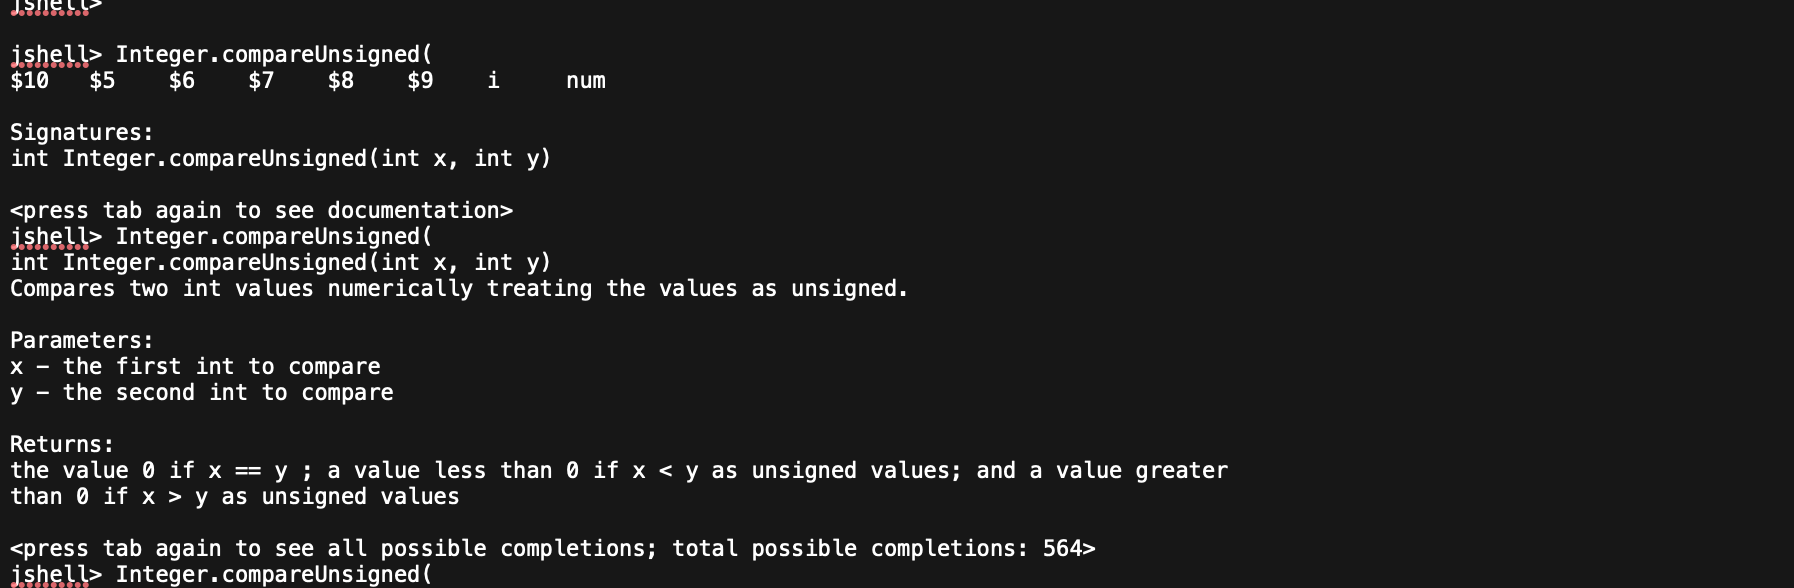 jshell>
jshell> Integer.compareUnsigned(
$10   $5    $6    $7    $8    $9    i     num
Signatures:
int Integer.compareUnsigned(int x, int y)
<press tab again to see documentation>
jshell> Integer.compareUnsigned(
int Integer.compareUnsigned(int x, int y)
Compares two int values numerically treating the values as unsigned.
Parameters:
x – the first int to compare
y – the second int to compare
Returns:
the value 0 if x == y ; a value less than 0 if x < y as unsigned values; and a value greater
than 0 if x > y as unsigned values
<press tab again to see all possible completions; total possible completions: 564>
jshell> Integer.compareUnsigned(